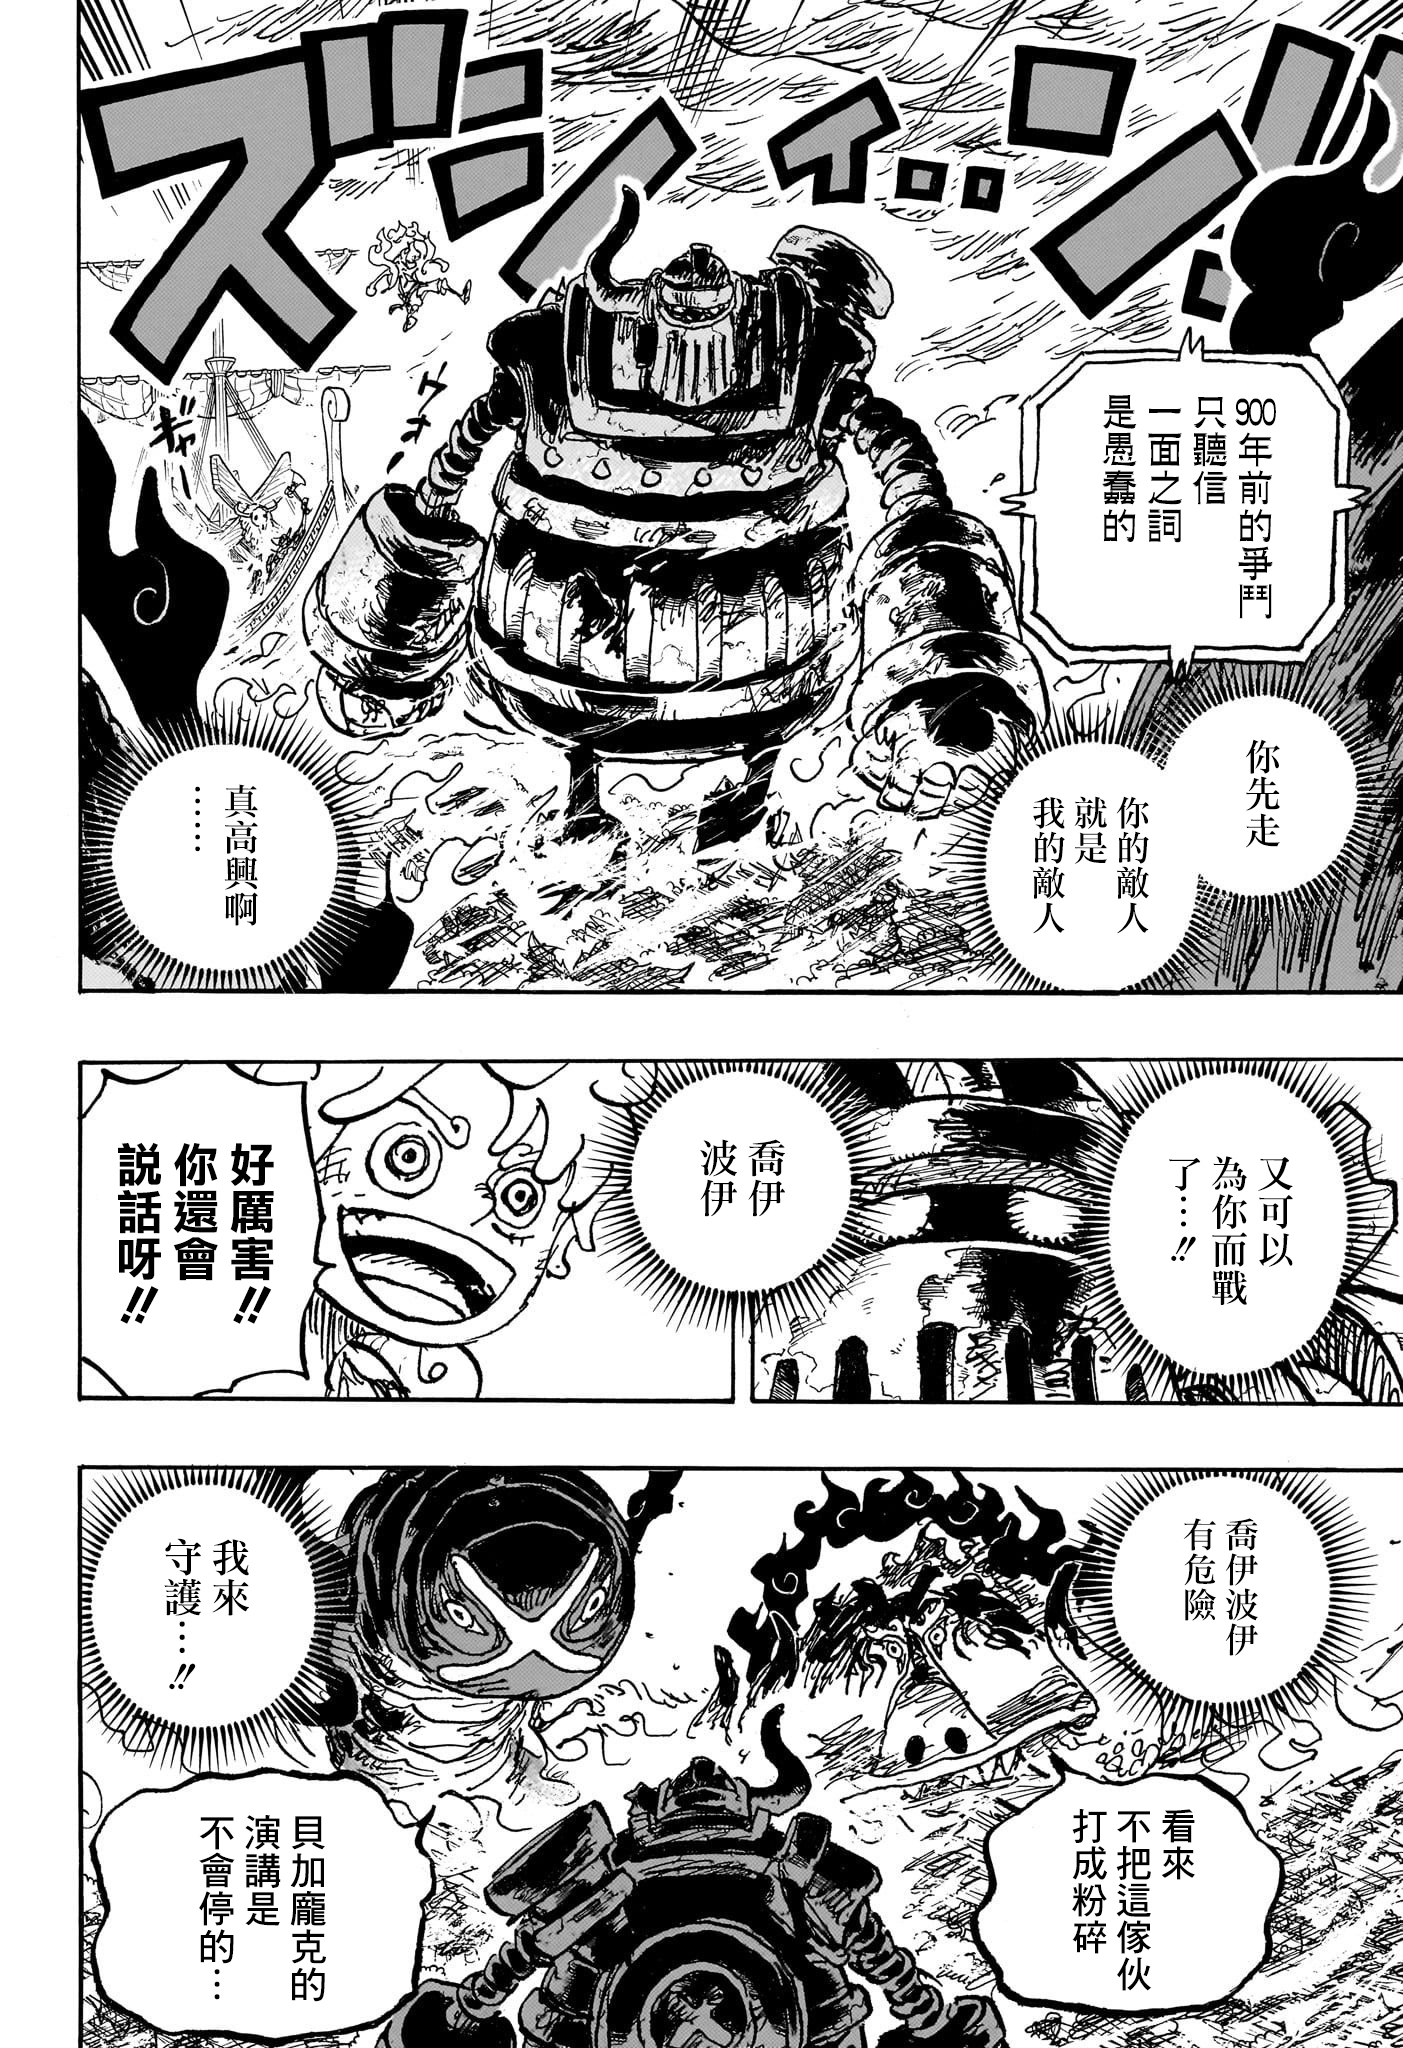 ズシィ…ン!
900年前的爭鬥
只聽信
一面之詞
是愚蠢的
你先走
你的敵人
就是
我的敵人
真高興啊
……
又可以
為你而戰
了…!!
喬伊
波伊
好厲害!!
你還會
説話呀!!
喬伊波伊
有危險
我來
守護…!!
看來
不把這傢伙
打成粉碎
貝加龐克的
演講是
不會停的…